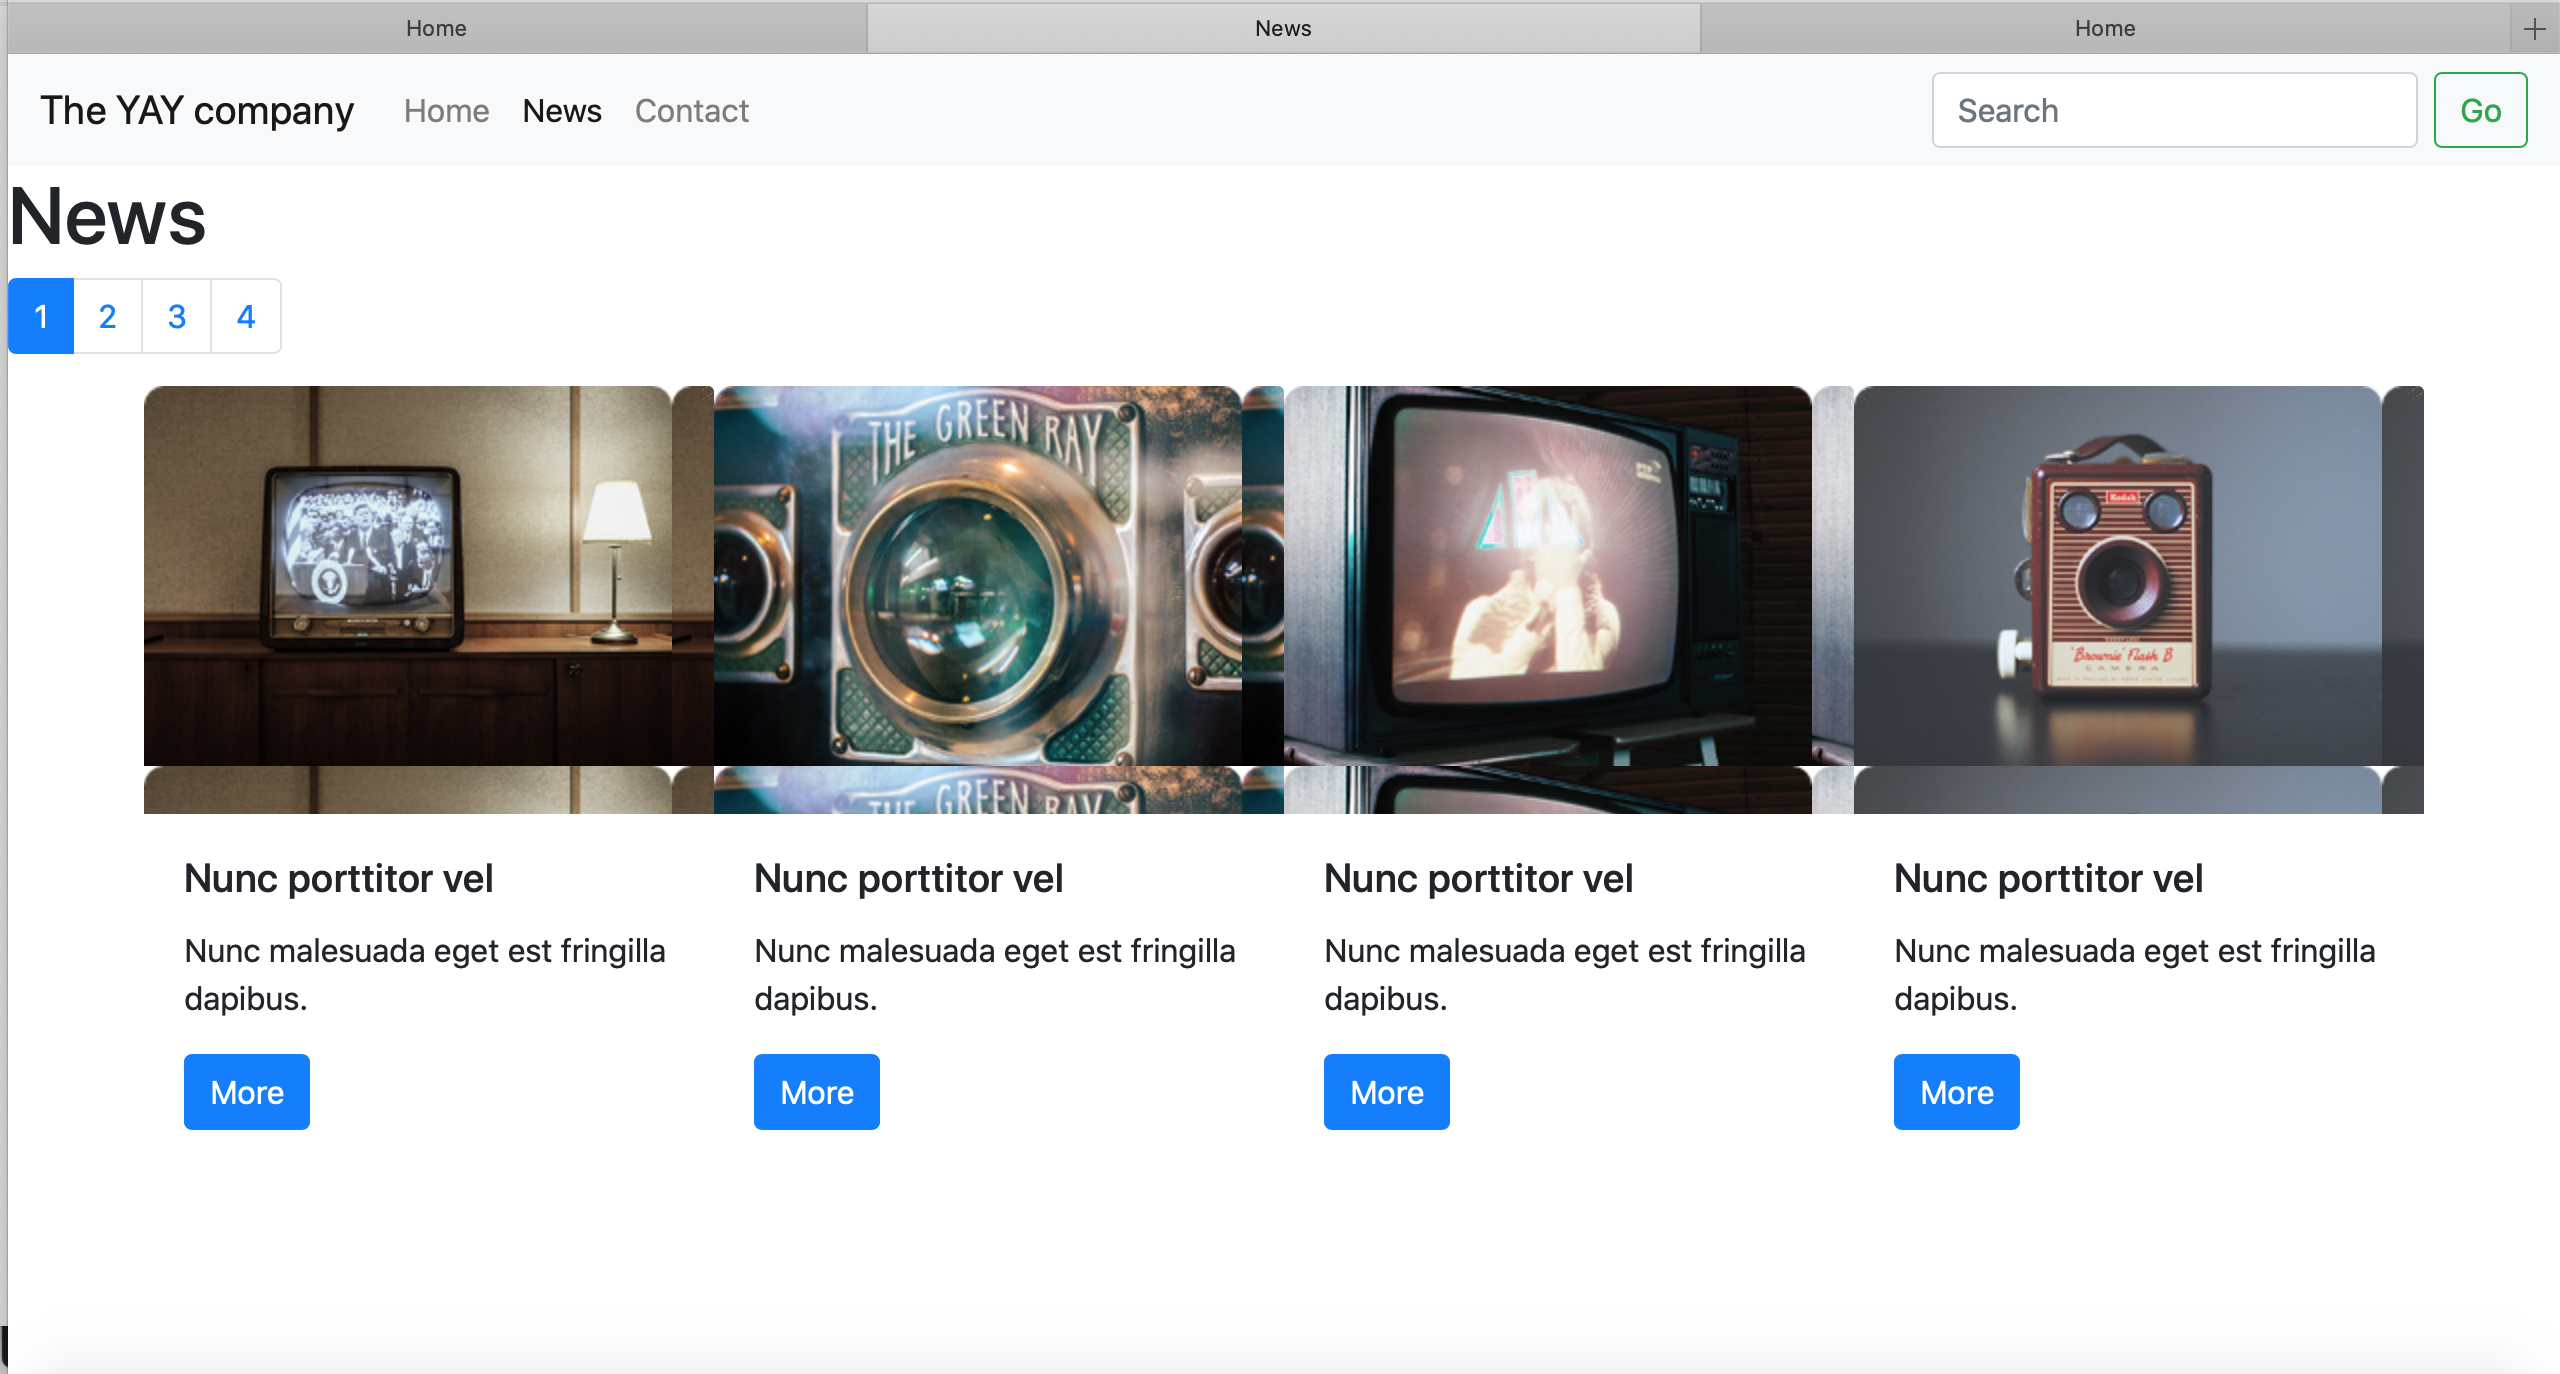 Home
News
Home
The YAY company
Home
News
Contact
Search
Go
News
1
2
3
4
THE GREEN RAY
Kodak
'Brownie' Flash B
CAMERA
THE GREEN RAY
Nunc porttitor vel
Nunc malesuada eget est fringilla
dapibus.
More
Nunc porttitor vel
Nunc malesuada eget est fringilla
dapibus.
More
Nunc porttitor vel
Nunc malesuada eget est fringilla
dapibus.
More
Nunc porttitor vel
Nunc malesuada eget est fringilla
dapibus.
More